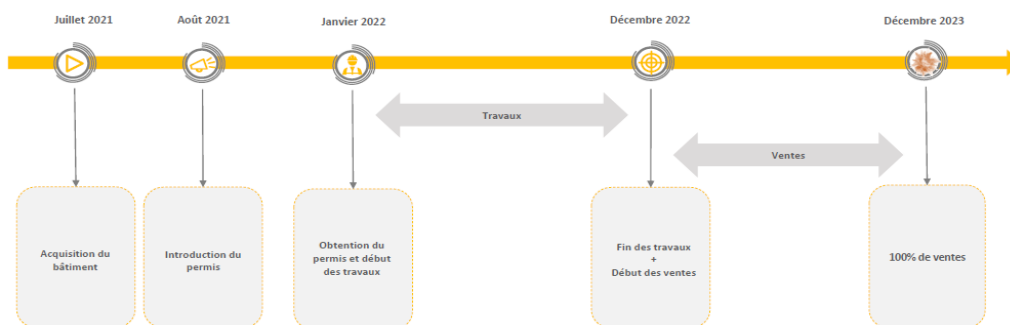 Juillet 2021
Août 2021
Janvier 2022
Décembre 2022
Décembre 2023
Travaux
Ventes
Acquisition du
bâtiment
Introduction du
permis
Obtention du
permis et début
des travaux
Fin des travaux
+
Début des ventes
100% de ventes